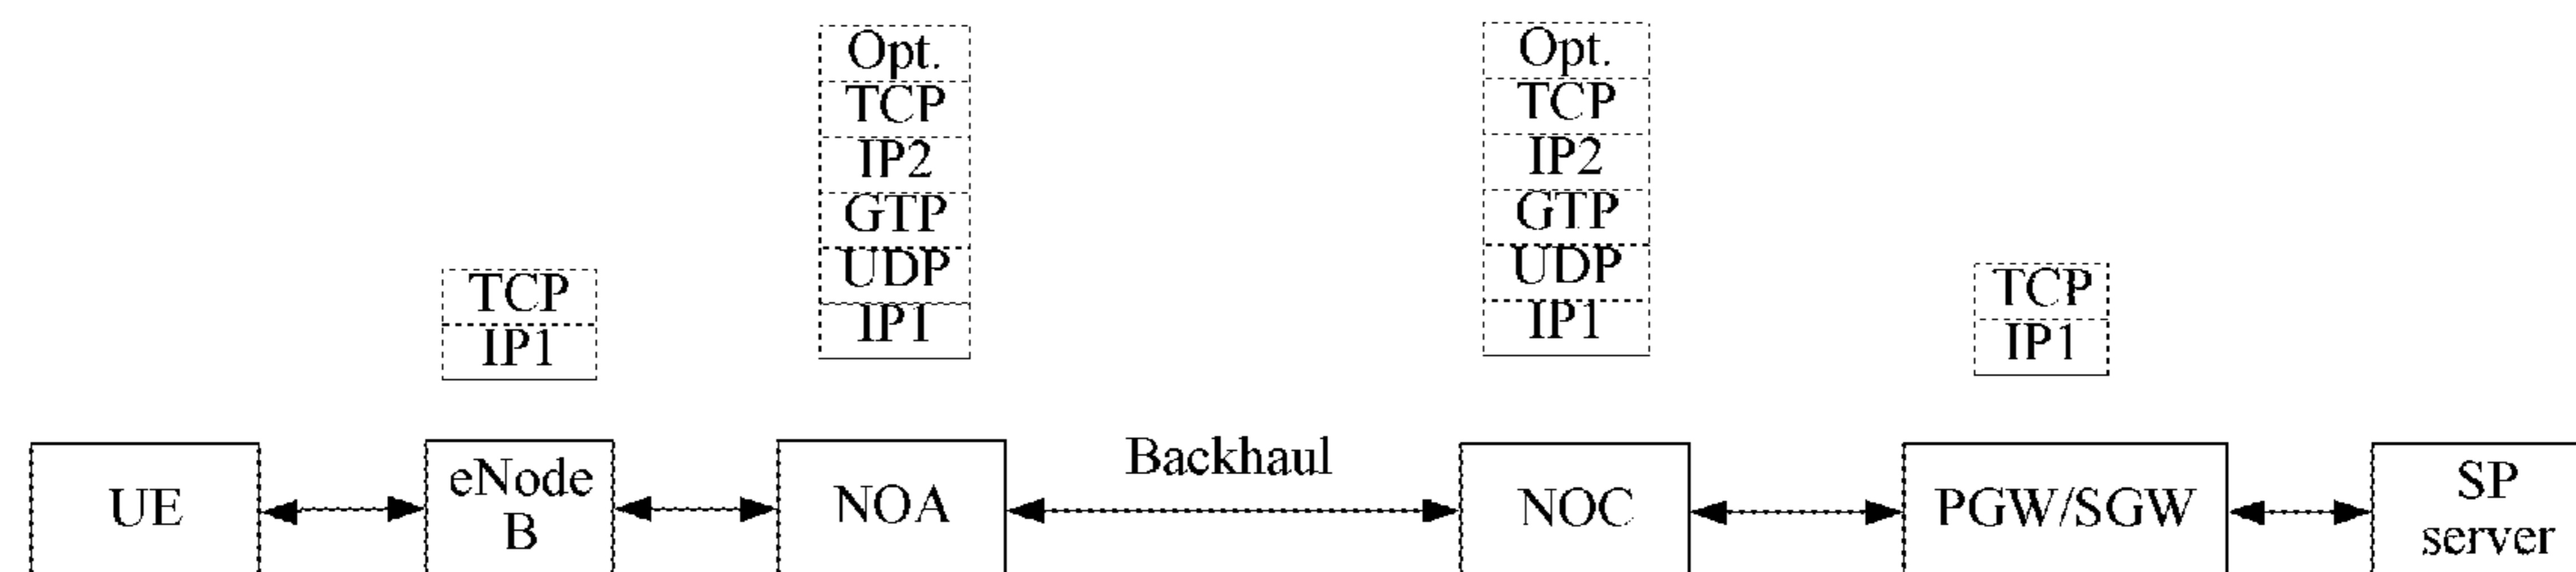 Opt.
TCP
IP2
GTP
UDP
IP1
Opt.
TCP
IP2
GTP
UDP
IP1
TCP
IP1
TCP
IP1
UE
eNode
B
NOA
Backhaul
NOC
PGW/SGW
SP
server